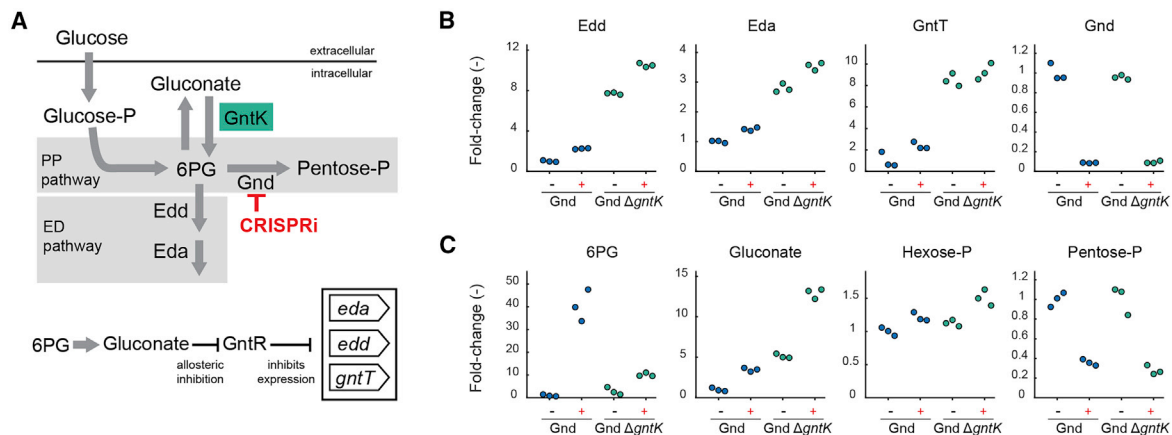 A
Glucose
extracellular
intracellular
Gluconate
GntK
Glucose-P
PP
pathway
6PG
Pentose-P
Gnd
CRISPRi
Edd
ED
pathway
Eda
6PG
Gluconate
GntR
allosteric
inhibition
inhibits
expression
eda
edd
gntT
B
Edd
Eda
GntT
Gnd
Fold-change (-)
12
8
4
0
4
3
2
1
0
10
8
6
4
2
0
1.2
1
0.8
0.6
0.4
0.2
0
- + - +
Gnd Gnd ΔgntK
- + - +
Gnd Gnd ΔgntK
- + - +
Gnd Gnd ΔgntK
- + - +
Gnd Gnd ΔgntK
C
6PG
Gluconate
Hexose-P
Pentose-P
Fold-change (-)
50
40
30
20
10
0
15
10
5
0
1.5
1
0.5
0
1.2
1
0.8
0.6
0.4
0.2
0
- + - +
Gnd Gnd ΔgntK
- + - +
Gnd Gnd ΔgntK
- + - +
Gnd Gnd ΔgntK
- + - +
Gnd Gnd ΔgntK